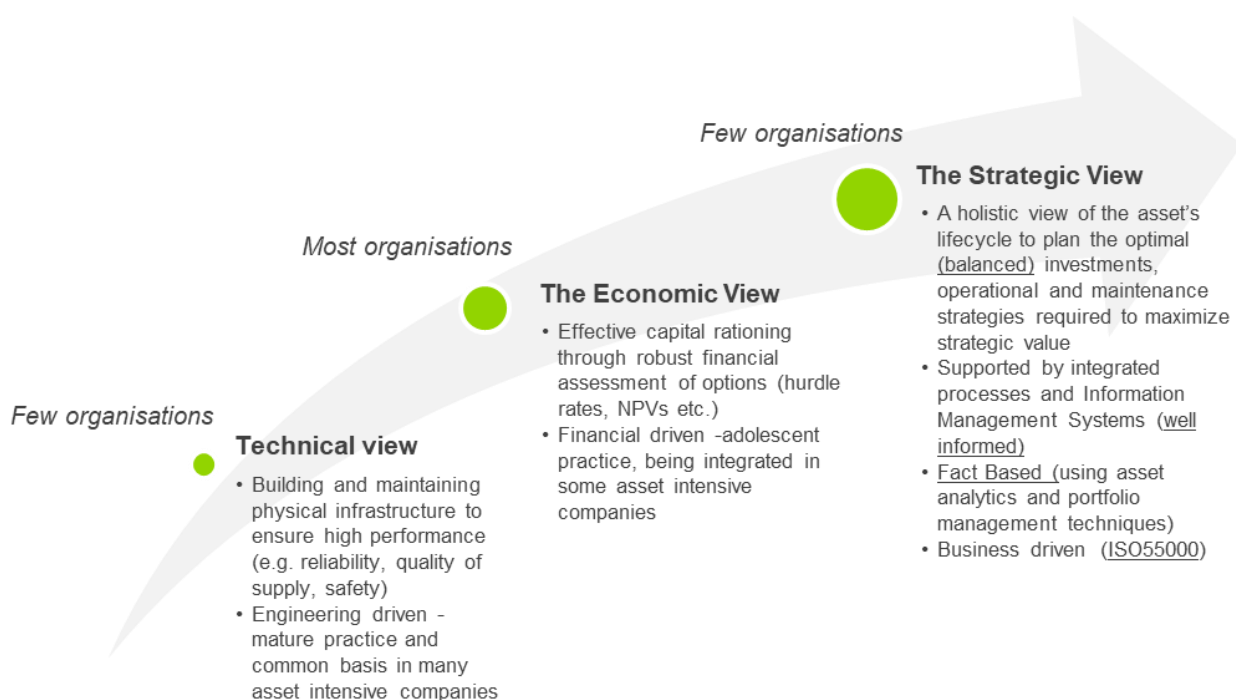 Few organisations
The Strategic View
• A holistic view of the asset's
lifecycle to plan the optimal
(balanced) investments,
operational and maintenance
strategies required to maximize
strategic value
• Supported by integrated
processes and Information
Management Systems (well
informed)
• Fact Based (using asset
analytics and portfolio
management techniques)
• Business driven (ISO55000)
Most organisations
The Economic View
• Effective capital rationing
through robust financial
assessment of options (hurdle
rates, NPVs etc.)
• Financial driven -adolescent
practice, being integrated in
some asset intensive
companies
Few organisations
Technical view
• Building and maintaining
physical infrastructure to
ensure high performance
(e.g. reliability, quality of
supply, safety)
• Engineering driven -
mature practice and
common basis in many
asset intensive companies